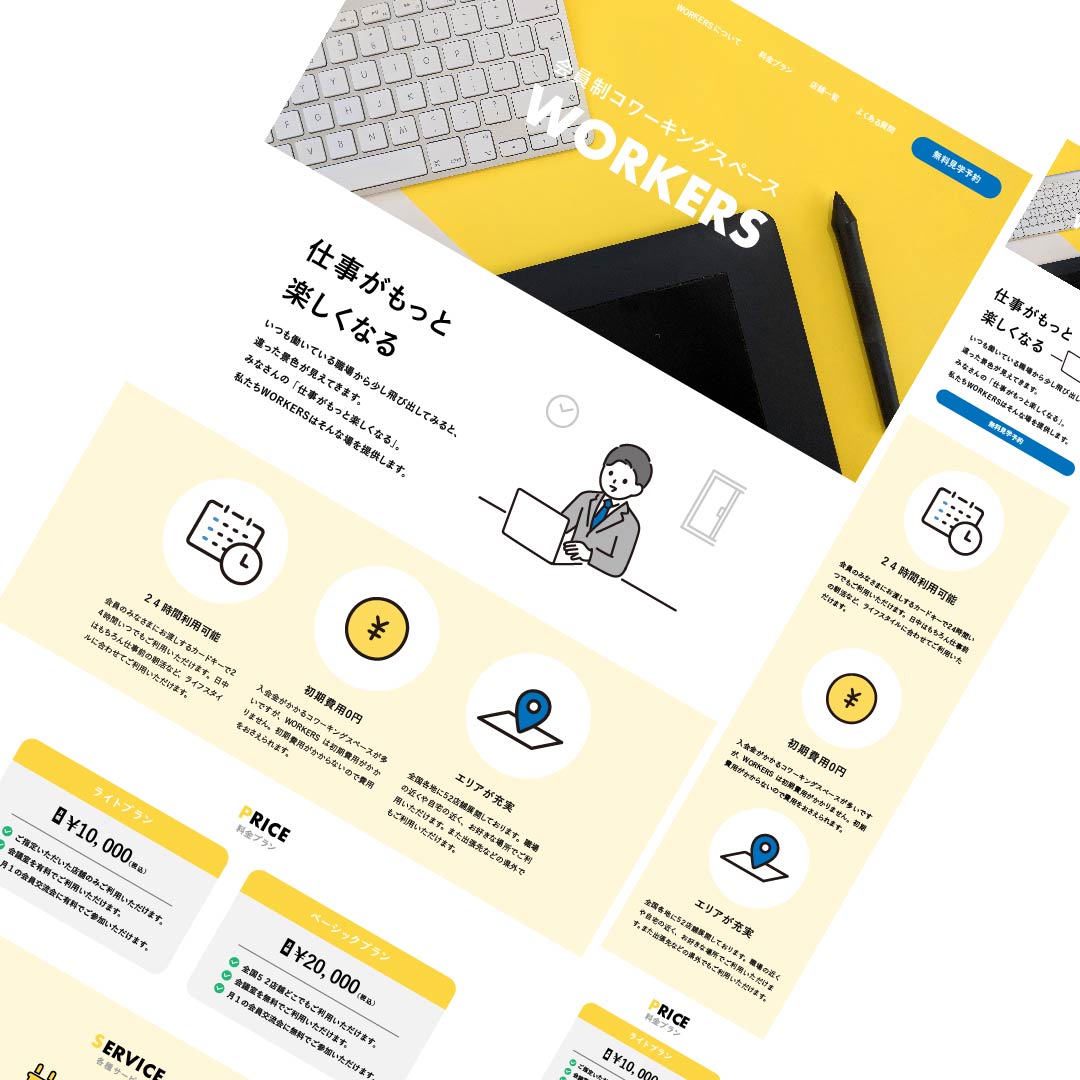 WORKERSについて
料金プラン
店舗一覧
よくある質問
無料見学予約
会員制コワーキングスペース
WORKERS
仕事がもっと
楽しくなる
いつも働いている職場から少し飛び出してみると、
違った景色が見えてきます。
みなさんの「仕事がもっと楽しくなる」。
私たちWORKERSはそんな場を提供します。
24時間利用可能
会員のみなさまにお渡しするカードキーで2
4時間いつでもご利用いただけます。日中
はもちろん仕事前の朝活など、ライフスタイ
ルに合わせてご利用いただけます。
初期費用0円
入会金がかかるコワーキングスペースが多
いですが、WORKERS は初期費用がかか
りません。初期費用がかからないので費用
をおさえられます。
エリアが充実
全国各地に52店舗展開しております。職場
の近くや自宅の近く、お好きな場所でご利
用いただけます。また出張先などの県外で
もご利用いただけます。
PRICE
料金プラン
ライトプラン
月¥10,000(税込)
ご指定いただいた店舗のみご利用いただけます。
会議室を有料でご利用いただけます。
月1の会員交流会に有料でご参加いただけます。
ベーシックプラン
月¥20,000(税込)
全国52店舗どこでもご利用いただけます。
会議室を無料でご利用いただけます。
月1の会員交流会に無料でご参加いただけます。
SERVICE
各種サービ
仕事がもっと
楽しくなる
いつも働いている職場から少し飛び出し
違った景色が見えてきます。
みなさんの「仕事がもっと楽しくなる」。
私たちWORKERSはそんな場を提供します。
無料見学予約
24時間利用可能
会員のみなさまにお渡しするカードキーで24時間い
つでもご利用いただけます。日中はもちろん仕事前
の朝活など、ライフスタイルに合わせてご利用いた
だけます。
初期費用0円
入会金がかかるコワーキングスペースが多いです
が、WORKERS は初期費用がかかりません。初期
費用がかからないので費用をおさえられます。
エリアが充実
全国各地に52店舗展開しております。職場の近く
や自宅の近く、お好きな場所でご利用いただけま
す。また出張先などの県外でもご利用いただけます。
PRICE
料金プラン
ライトプラン
月¥10,000(税込)